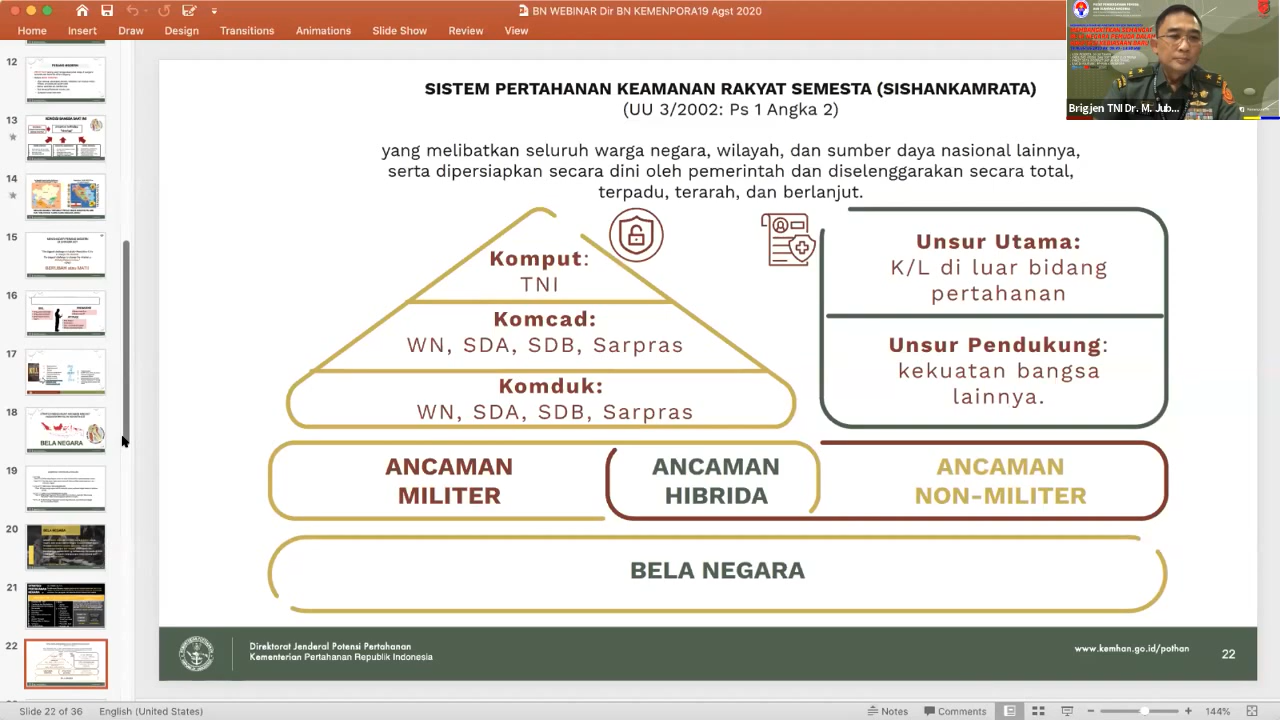 BN WEBINAR Dir BN KEMENPORA19 Agst 2020
Home Insert Draw Design Transitions Animations Slide Show Review View
Brigjen TNI Dr. M. Jub...
SISTEM PERTAHANAN KEAMANAN RAKYAT SEMESTA (SISHANKAMRATA)
(UU 3/2002: Ps 1 Angka 2)
yang melibatkan seluruh warga negara, wilayah, dan sumber daya nasional lainnya,
serta dipersiapkan secara dini oleh pemerintah dan diselenggarakan secara total,
terpadu, terarah, dan berlanjut.
Komput:
TNI
Komcad:
WN, SDA, SDB, Sarpras
Komduk:
WN, SDA, SDB, Sarpras
Unsur Utama:
K/L di luar bidang
pertahanan
Unsur Pendukung:
kekuatan bangsa
lainnya.
ANCAMAN
MILITER
ANCAMAN
HIBRIDA
ANCAMAN
NON-MILITER
BELA NEGARA
Direktorat Jenderal Potensi Pertahanan
Kementerian Pertahanan Republik Indonesia
www.kemhan.go.id/pothan
22
12
13
14
15
16
17
18
BELA NEGARA
19
20
21
22
Slide 22 of 36 English (United States)
Notes Comments 144%